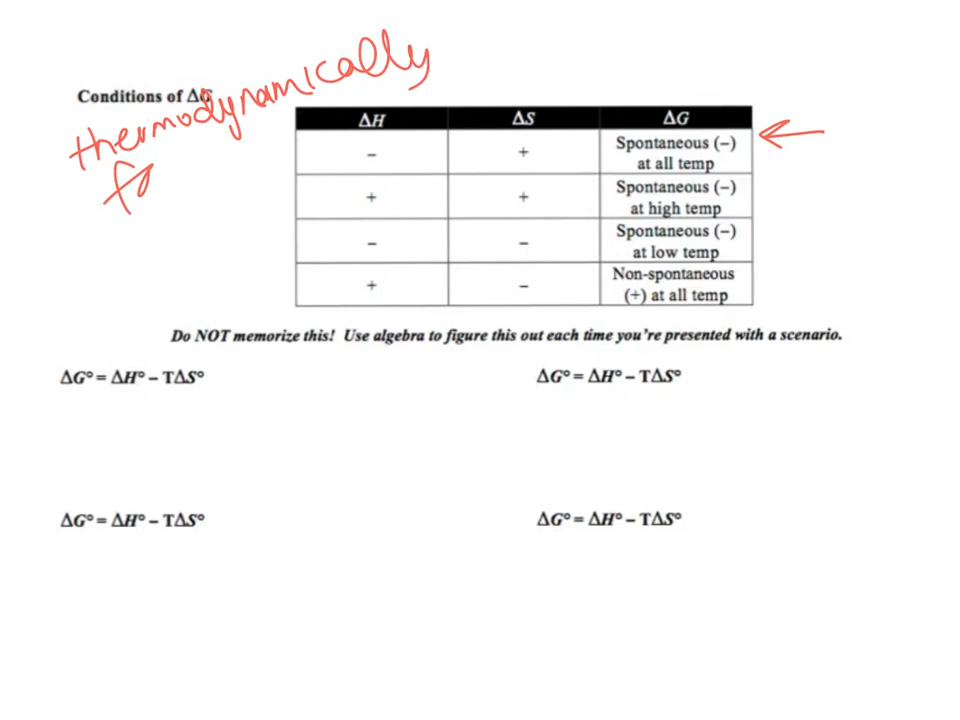 thermodynamically
Conditions of ΔG
ΔH ΔS ΔG
− + Spontaneous (−)
at all temp
+ + Spontaneous (−)
at high temp
− − Spontaneous (−)
at low temp
+ − Non-spontaneous
(+) at all temp
Do NOT memorize this! Use algebra to figure this out each time you're presented with a scenario.
ΔG° = ΔH° – TΔS° ΔG° = ΔH° – TΔS°
ΔG° = ΔH° – TΔS° ΔG° = ΔH° – TΔS°